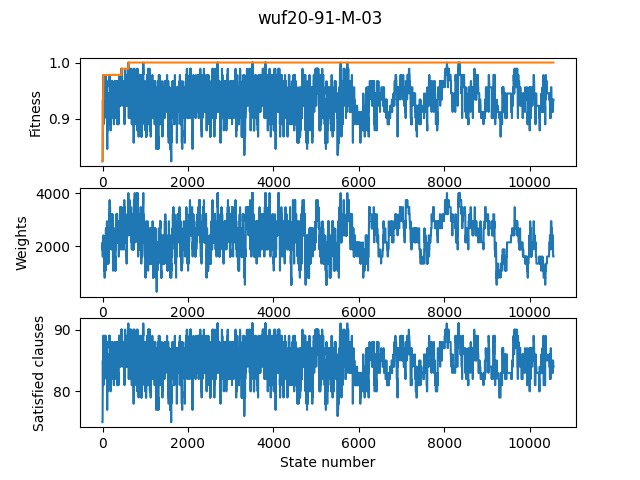 wuf20-91-M-03
1.0
0.9
Fitness
0 2000 4000 6000 8000 10000
4000
2000
Weights
0 2000 4000 6000 8000 10000
90
80
Satisfied clauses
0 2000 4000 6000 8000 10000
State number